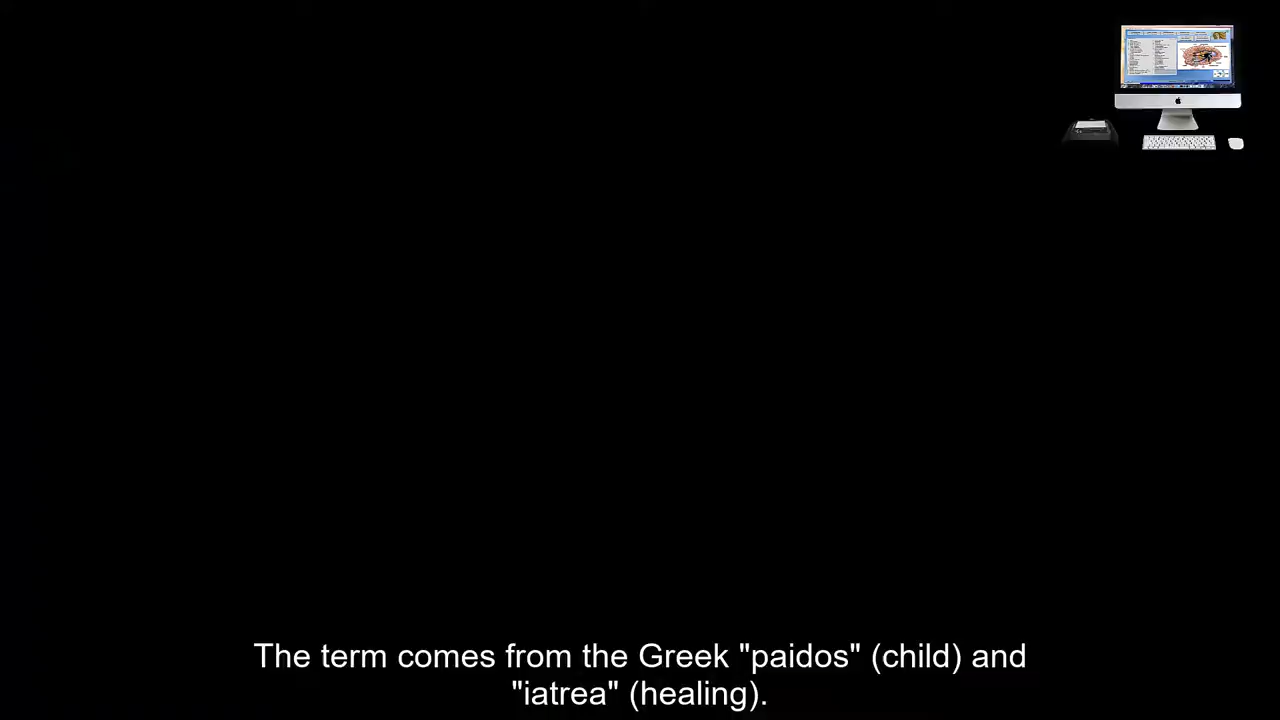 The term comes from the Greek "paidos" (child) and
"iatrea" (healing).